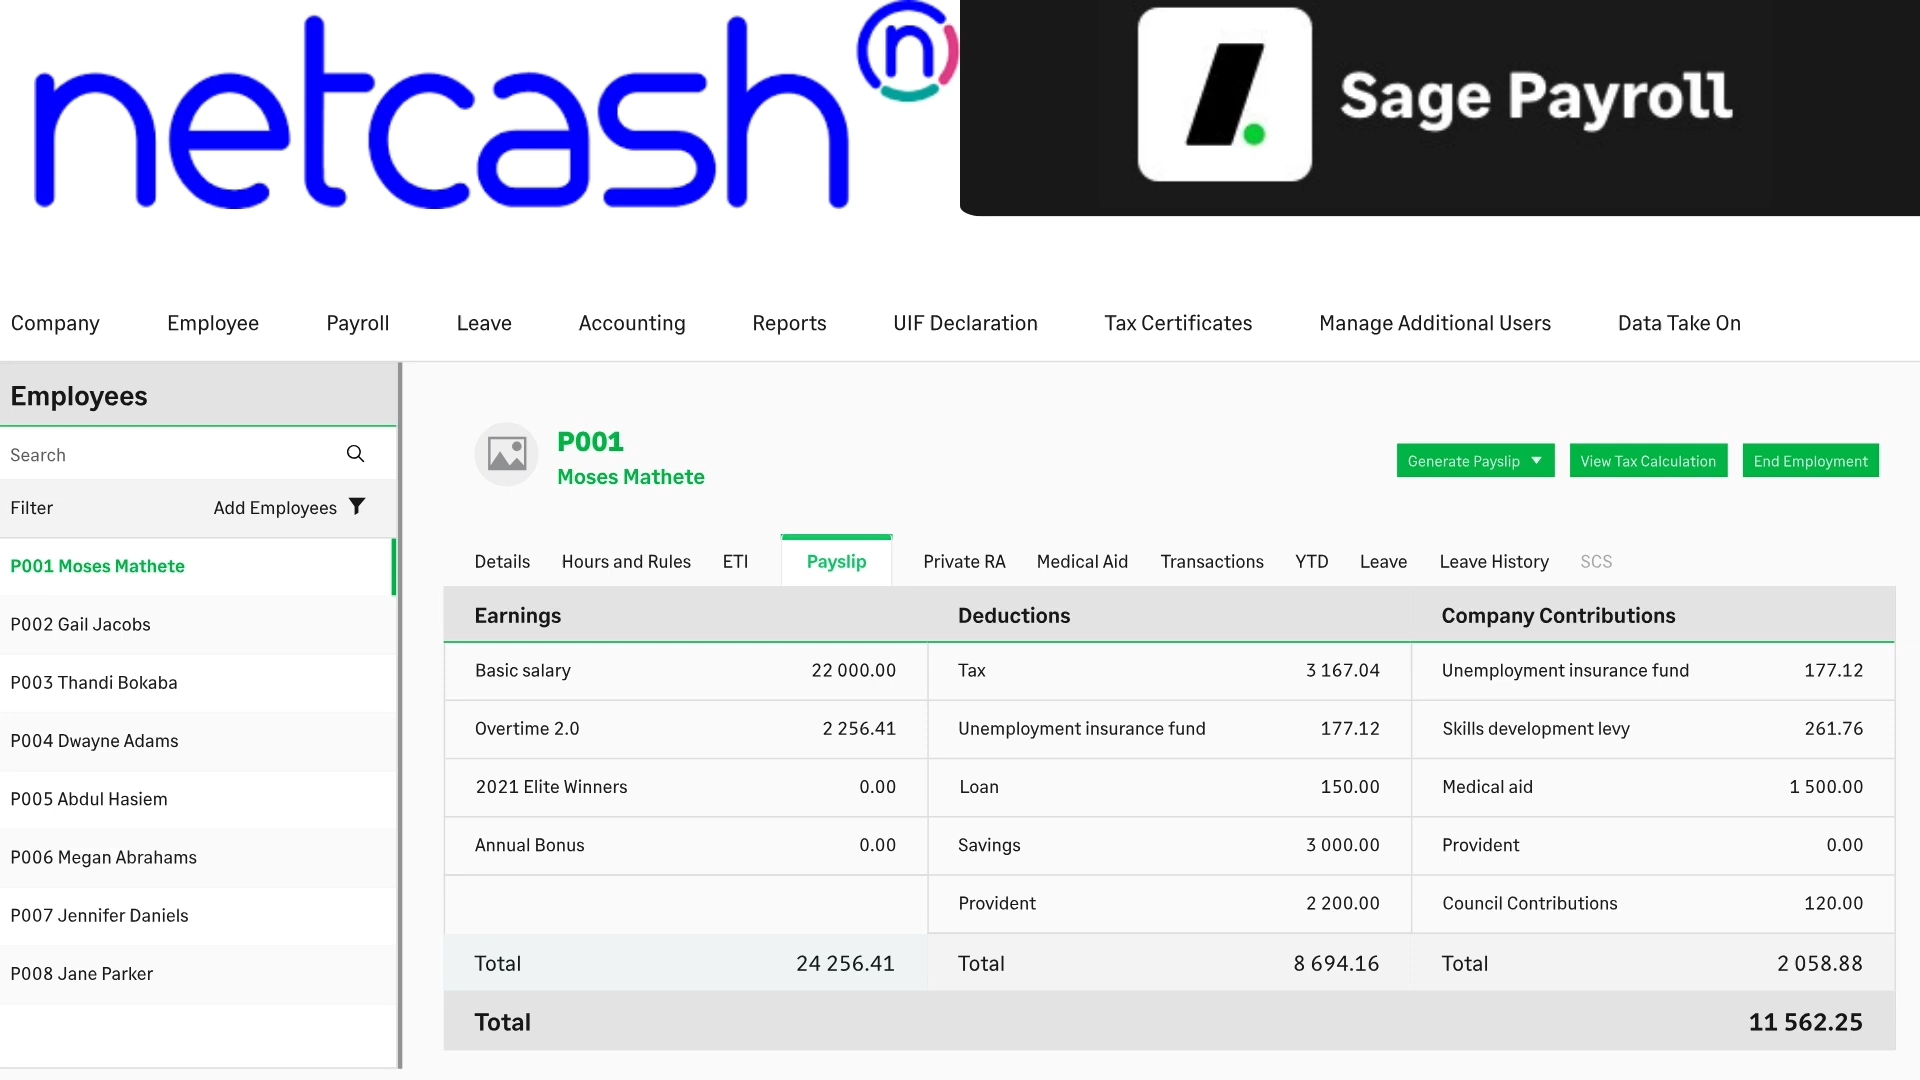 netcash n
Sage Payroll
Company Employee Payroll Leave Accounting Reports UIF Declaration Tax Certificates Manage Additional Users Data Take On
Employees
Search
Filter Add Employees
P001 Moses Mathete
P002 Gail Jacobs
P003 Thandi Bokaba
P004 Dwayne Adams
P005 Abdul Hasiem
P006 Megan Abrahams
P007 Jennifer Daniels
P008 Jane Parker
P001
Moses Mathete
Generate Payslip View Tax Calculation End Employment
Details Hours and Rules ETI Payslip Private RA Medical Aid Transactions YTD Leave Leave History SCS
Earnings Deductions Company Contributions
Basic salary 22 000.00 Tax 3 167.04 Unemployment insurance fund 177.12
Overtime 2.0 2 256.41 Unemployment insurance fund 177.12 Skills development levy 261.76
2021 Elite Winners 0.00 Loan 150.00 Medical aid 1 500.00
Annual Bonus 0.00 Savings 3 000.00 Provident 0.00
Provident 2 200.00 Council Contributions 120.00
Total 24 256.41 Total 8 694.16 Total 2 058.88
Total 11 562.25